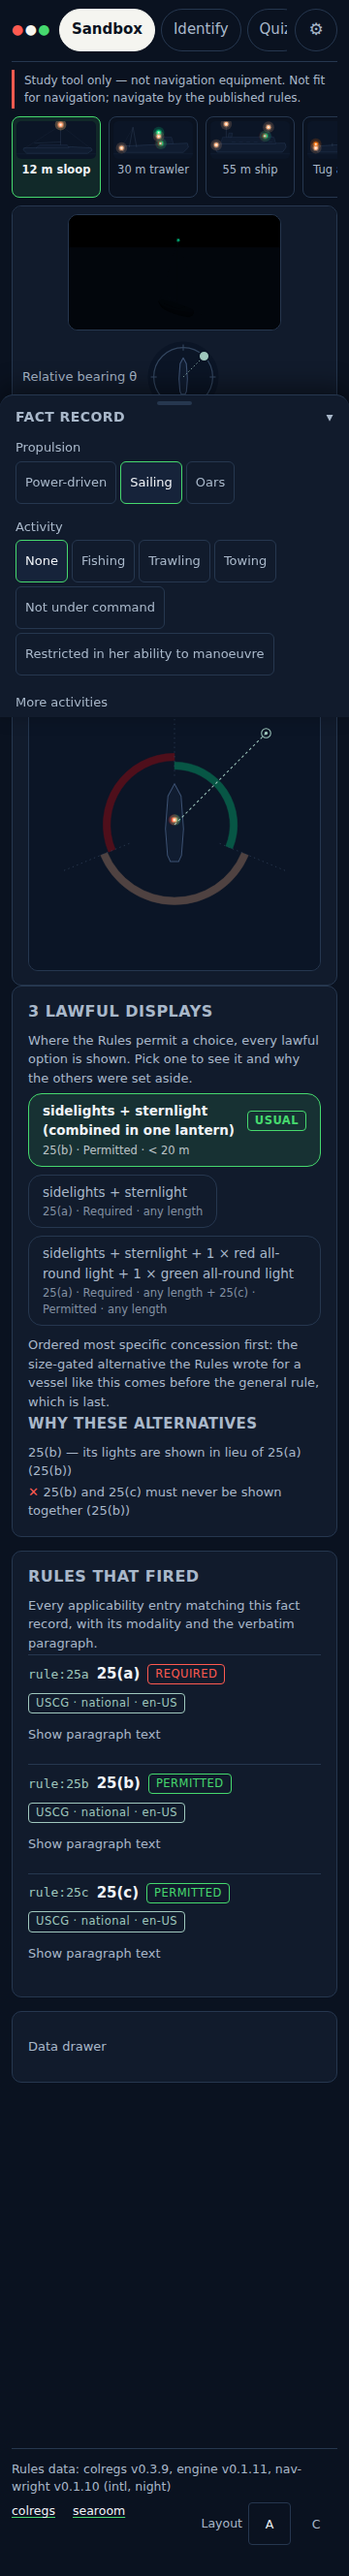 Sandbox Identify Quiz ⚙
Study tool only — not navigation equipment. Not fit
for navigation; navigate by the published rules.
12 m sloop 30 m trawler 55 m ship Tug
Relative bearing θ
FACT RECORD ▼
Propulsion
Power-driven Sailing Oars
Activity
None Fishing Trawling Towing
Not under command
Restricted in her ability to manoeuvre
More activities
3 LAWFUL DISPLAYS
Where the Rules permit a choice, every lawful
option is shown. Pick one to see it and why
the others were set aside.
sidelights + sternlight
(combined in one lantern) USUAL
25(b) · Permitted · < 20 m
sidelights + sternlight
25(a) · Required · any length
sidelights + sternlight + 1 × red all-
round light + 1 × green all-round light
25(a) · Required · any length + 25(c) ·
Permitted · any length
Ordered most specific concession first: the
size-gated alternative the Rules wrote for a
vessel like this comes before the general rule,
which is last.
WHY THESE ALTERNATIVES
25(b) — its lights are shown in lieu of 25(a)
(25(b))
✕ 25(b) and 25(c) must never be shown
together (25(b))
RULES THAT FIRED
Every applicability entry matching this fact
record, with its modality and the verbatim
paragraph.
rule:25a 25(a) REQUIRED
USCG · national · en-US
Show paragraph text
rule:25b 25(b) PERMITTED
USCG · national · en-US
Show paragraph text
rule:25c 25(c) PERMITTED
USCG · national · en-US
Show paragraph text
Data drawer
Rules data: colregs v0.3.9, engine v0.1.11, nav-
wright v0.1.10 (intl, night)
colregs searoom
Layout A C